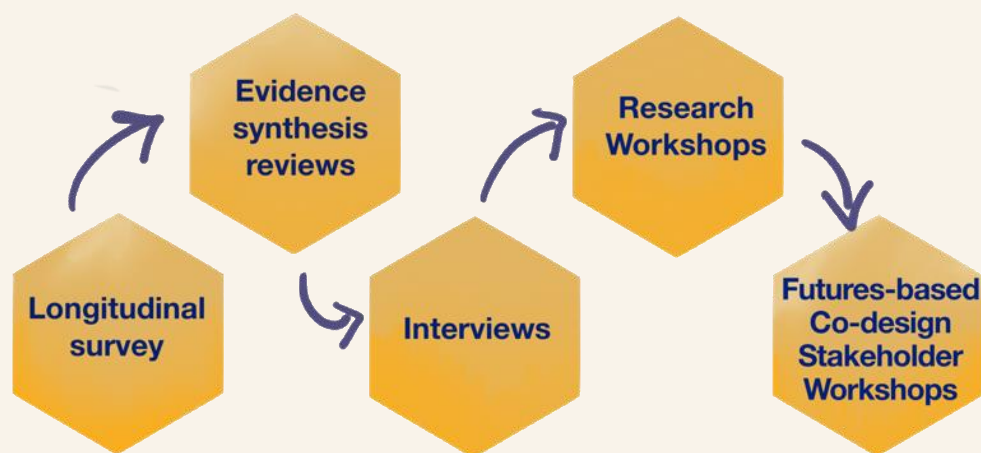 Longitudinal
survey
Evidence
synthesis
reviews
Interviews
Research
Workshops
Futures-based
Co-design
Stakeholder
Workshops